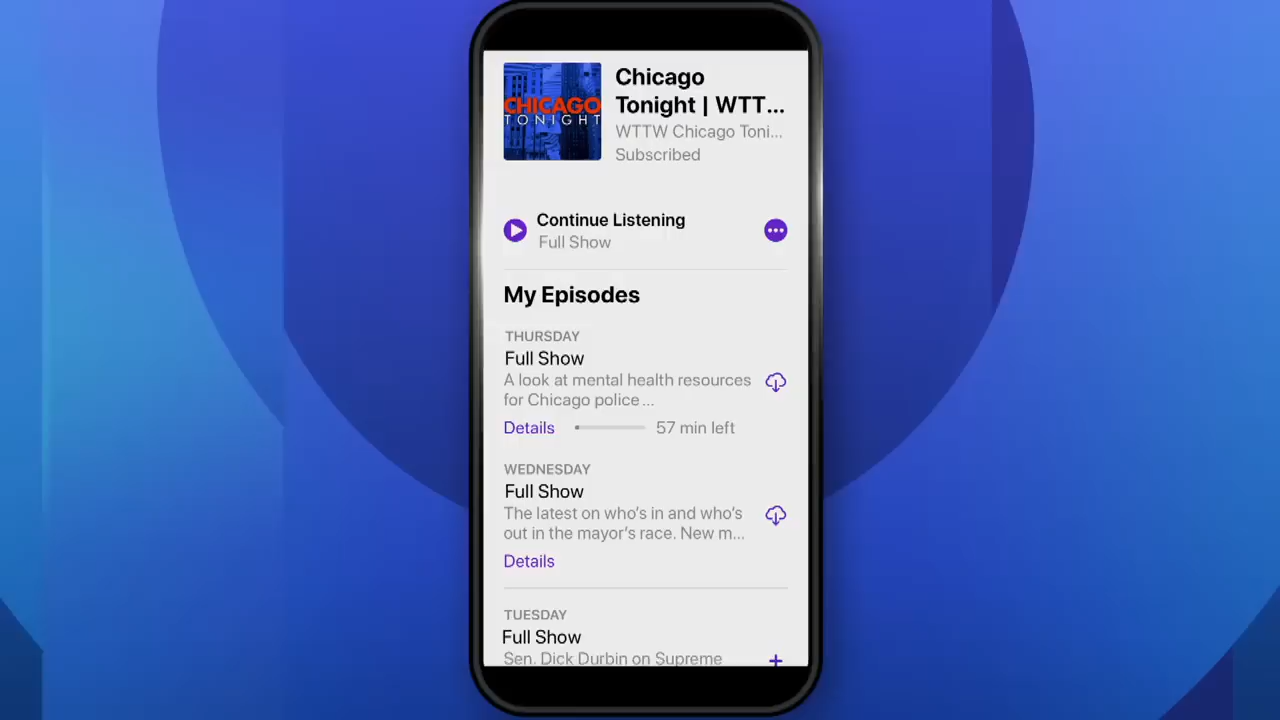 CHICAGO
TONIGHT
Chicago
Tonight | WTT...
WTTW Chicago Toni...
Subscribed
Continue Listening
Full Show
My Episodes
THURSDAY
Full Show
A look at mental health resources
for Chicago police ...
Details
57 min left
WEDNESDAY
Full Show
The latest on who's in and who's
out in the mayor's race. New m...
Details
TUESDAY
Full Show
Sen. Dick Durbin on Supreme